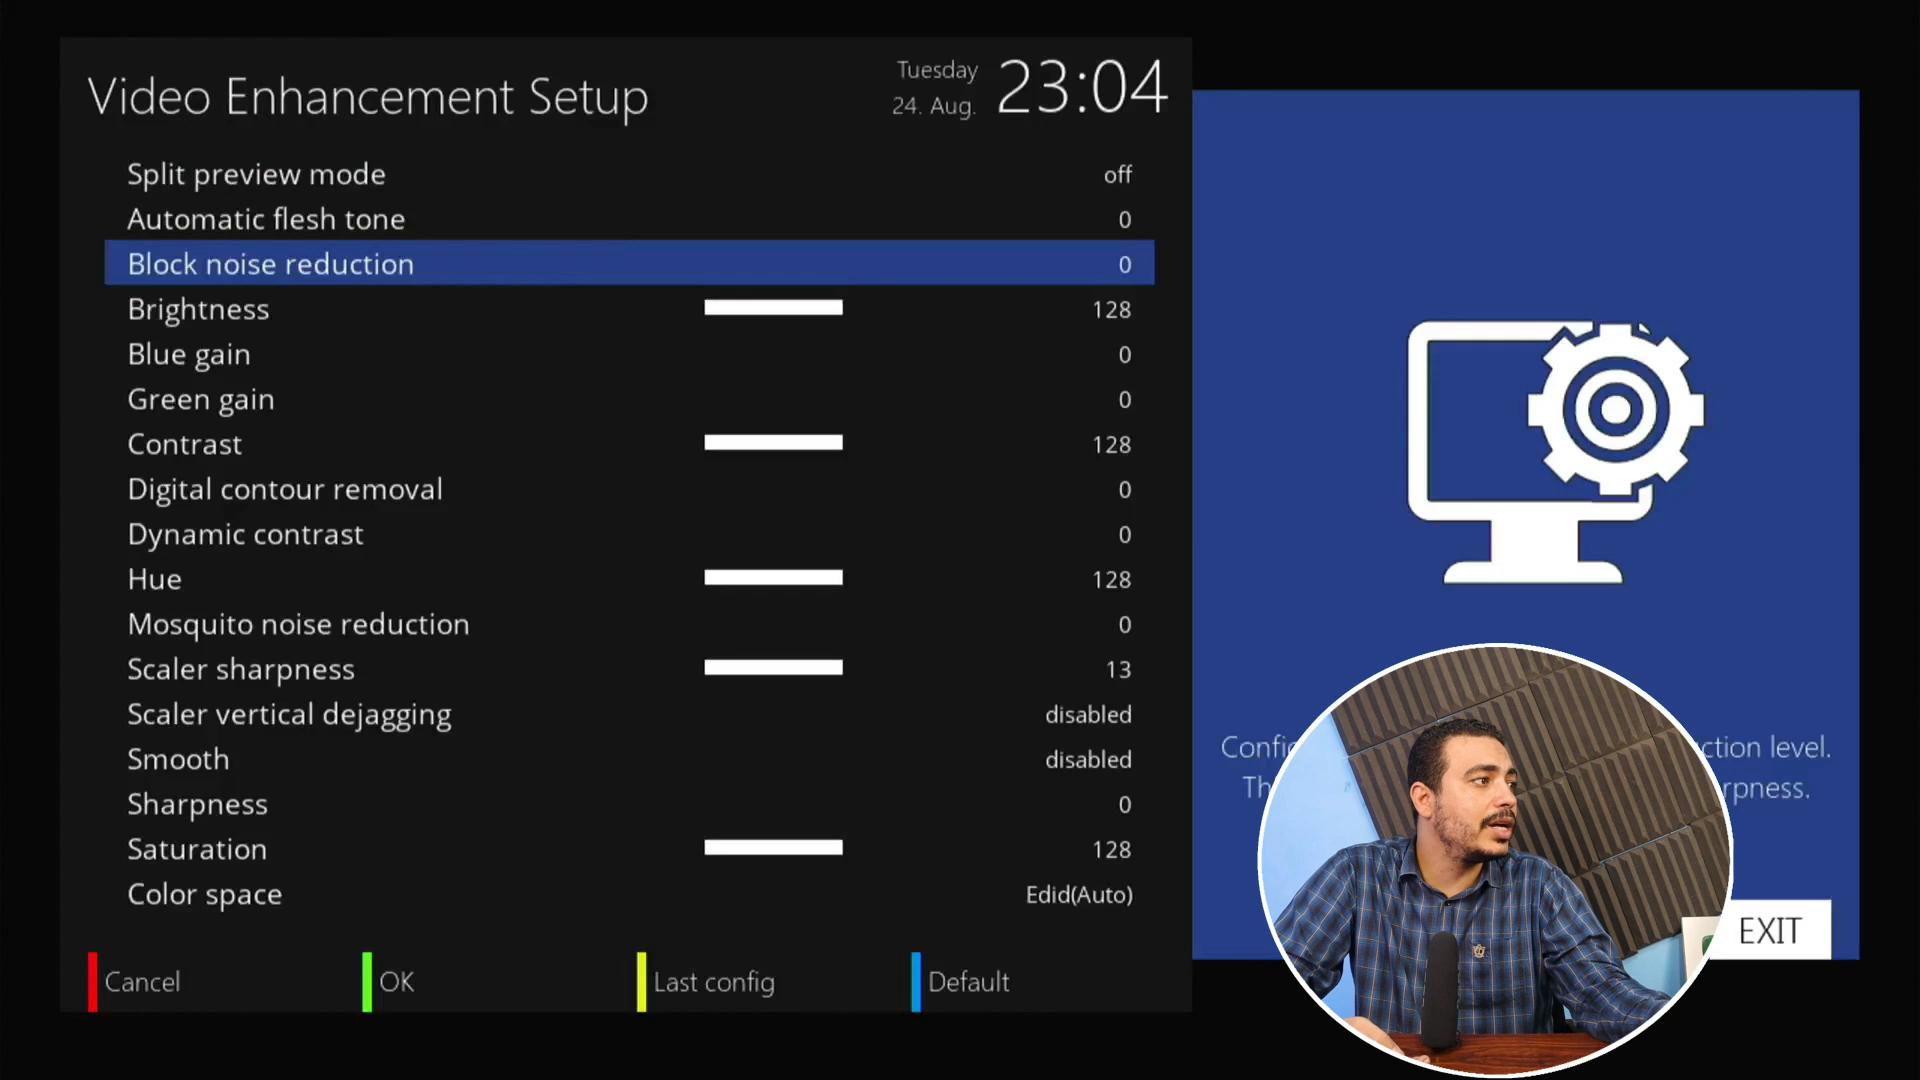 Video Enhancement Setup
Tuesday
24. Aug.
23:04
Split preview mode off
Automatic flesh tone 0
Block noise reduction 0
Brightness 128
Blue gain 0
Green gain 0
Contrast 128
Digital contour removal 0
Dynamic contrast 0
Hue 128
Mosquito noise reduction 0
Scaler sharpness 13
Scaler vertical dejagging disabled
Smooth disabled
Sharpness 0
Saturation 128
Color space Edid(Auto)
level.
EXIT
Cancel OK Last config Default